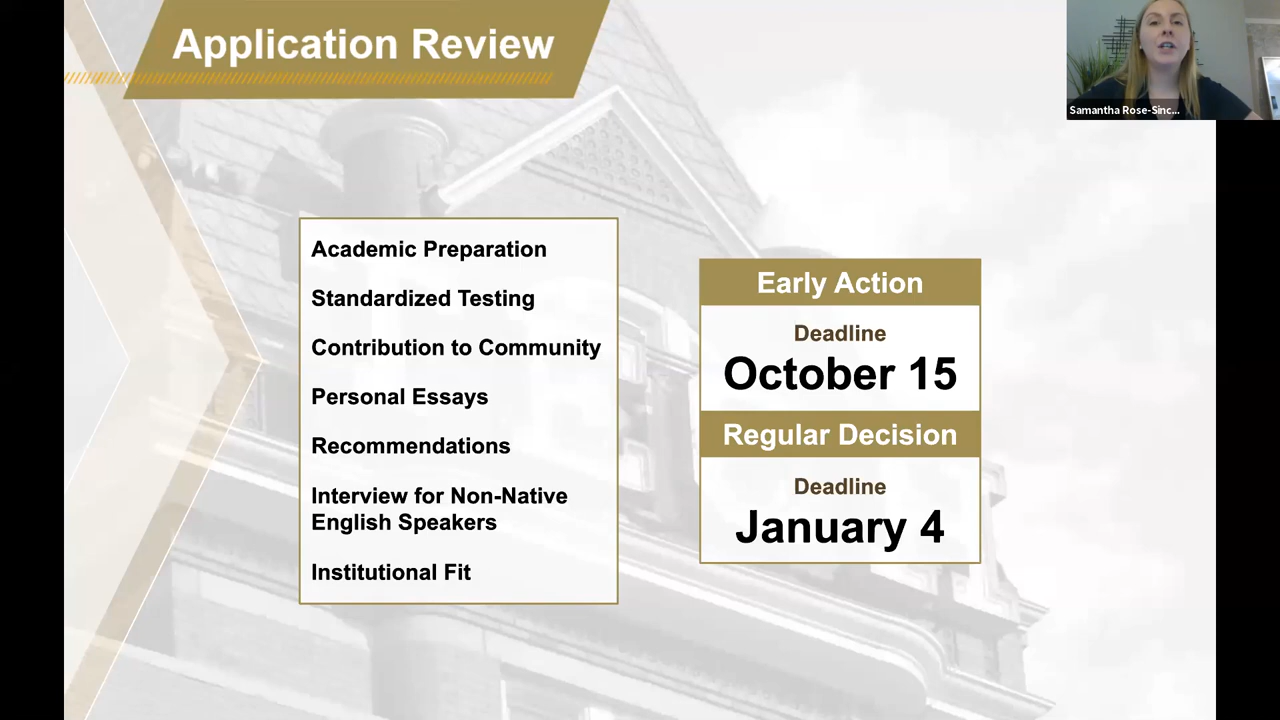 Application Review
Samantha Rose-Sinc...
Academic Preparation
Standardized Testing
Contribution to Community
Personal Essays
Recommendations
Interview for Non-Native
English Speakers
Institutional Fit
Early Action
Deadline
October 15
Regular Decision
Deadline
January 4